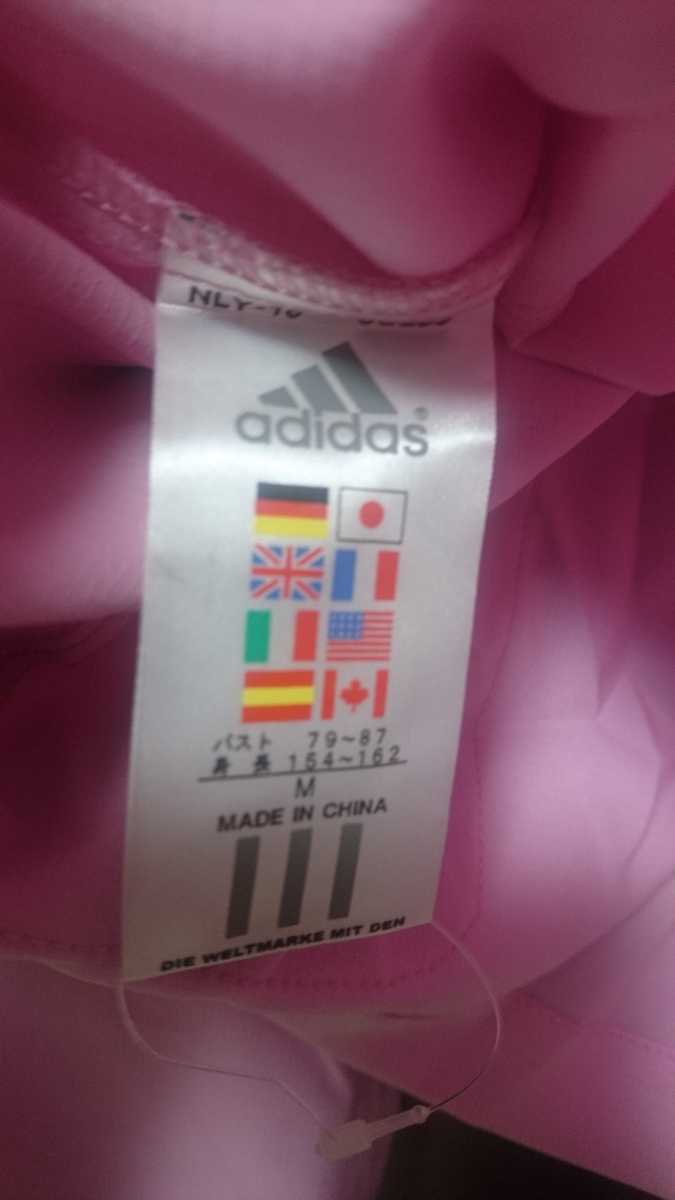 adidas®
バスト 79~87
身長 154~162
M
MADE IN CHINA
DIE WELTMARKE MIT DEN